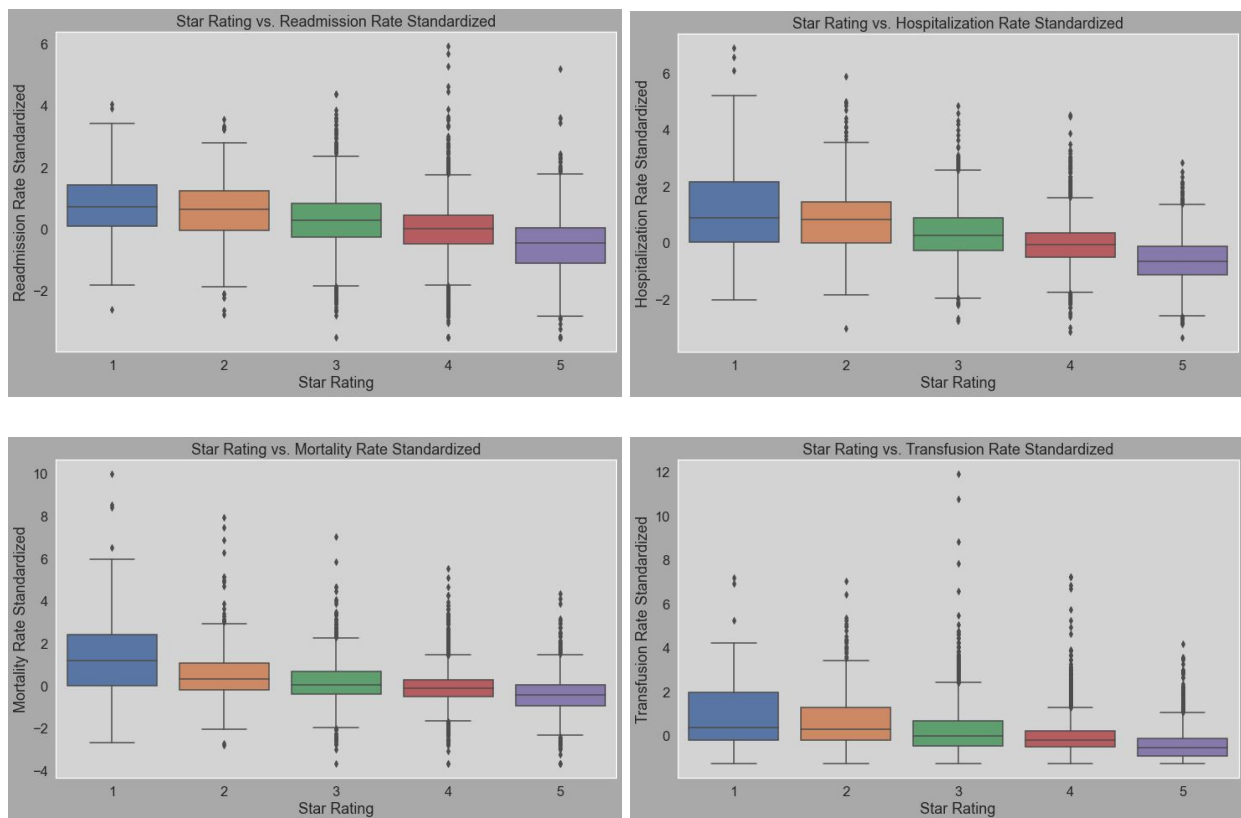 Star Rating vs. Readmission Rate Standardized
Readmission Rate Standardized
6
4
2
0
−2
1 2 3 4 5
Star Rating
Star Rating vs. Hospitalization Rate Standardized
Hospitalization Rate Standardized
6
4
2
0
−2
1 2 3 4 5
Star Rating
Star Rating vs. Mortality Rate Standardized
Mortality Rate Standardized
10
8
6
4
2
0
−2
−4
1 2 3 4 5
Star Rating
Star Rating vs. Transfusion Rate Standardized
Transfusion Rate Standardized
12
10
8
6
4
2
0
1 2 3 4 5
Star Rating